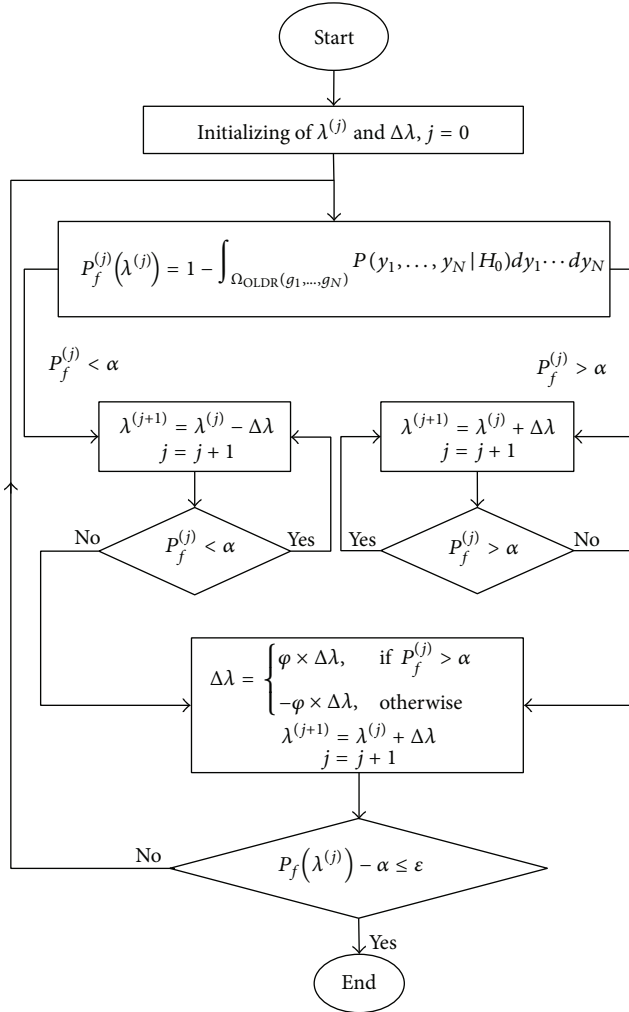 Start
Initializing of λ^(j) and Δλ, j = 0
P_f^(j)(λ^(j)) = 1 − ∫_Ω_OLDR(g_1,...,g_N) P(y_1, . . . , y_N | H_0)dy_1 · · · dy_N
P_f^(j) < α
P_f^(j) > α
λ^(j+1) = λ^(j) − Δλ
j = j + 1
λ^(j+1) = λ^(j) + Δλ
j = j + 1
No
P_f^(j) < α
Yes
Yes
P_f^(j) > α
No
Δλ = { φ × Δλ, if P_f^(j) > α
−φ × Δλ, otherwise
λ^(j+1) = λ^(j) + Δλ
j = j + 1
No
P_f(λ^(j)) − α ≤ ε
Yes
End